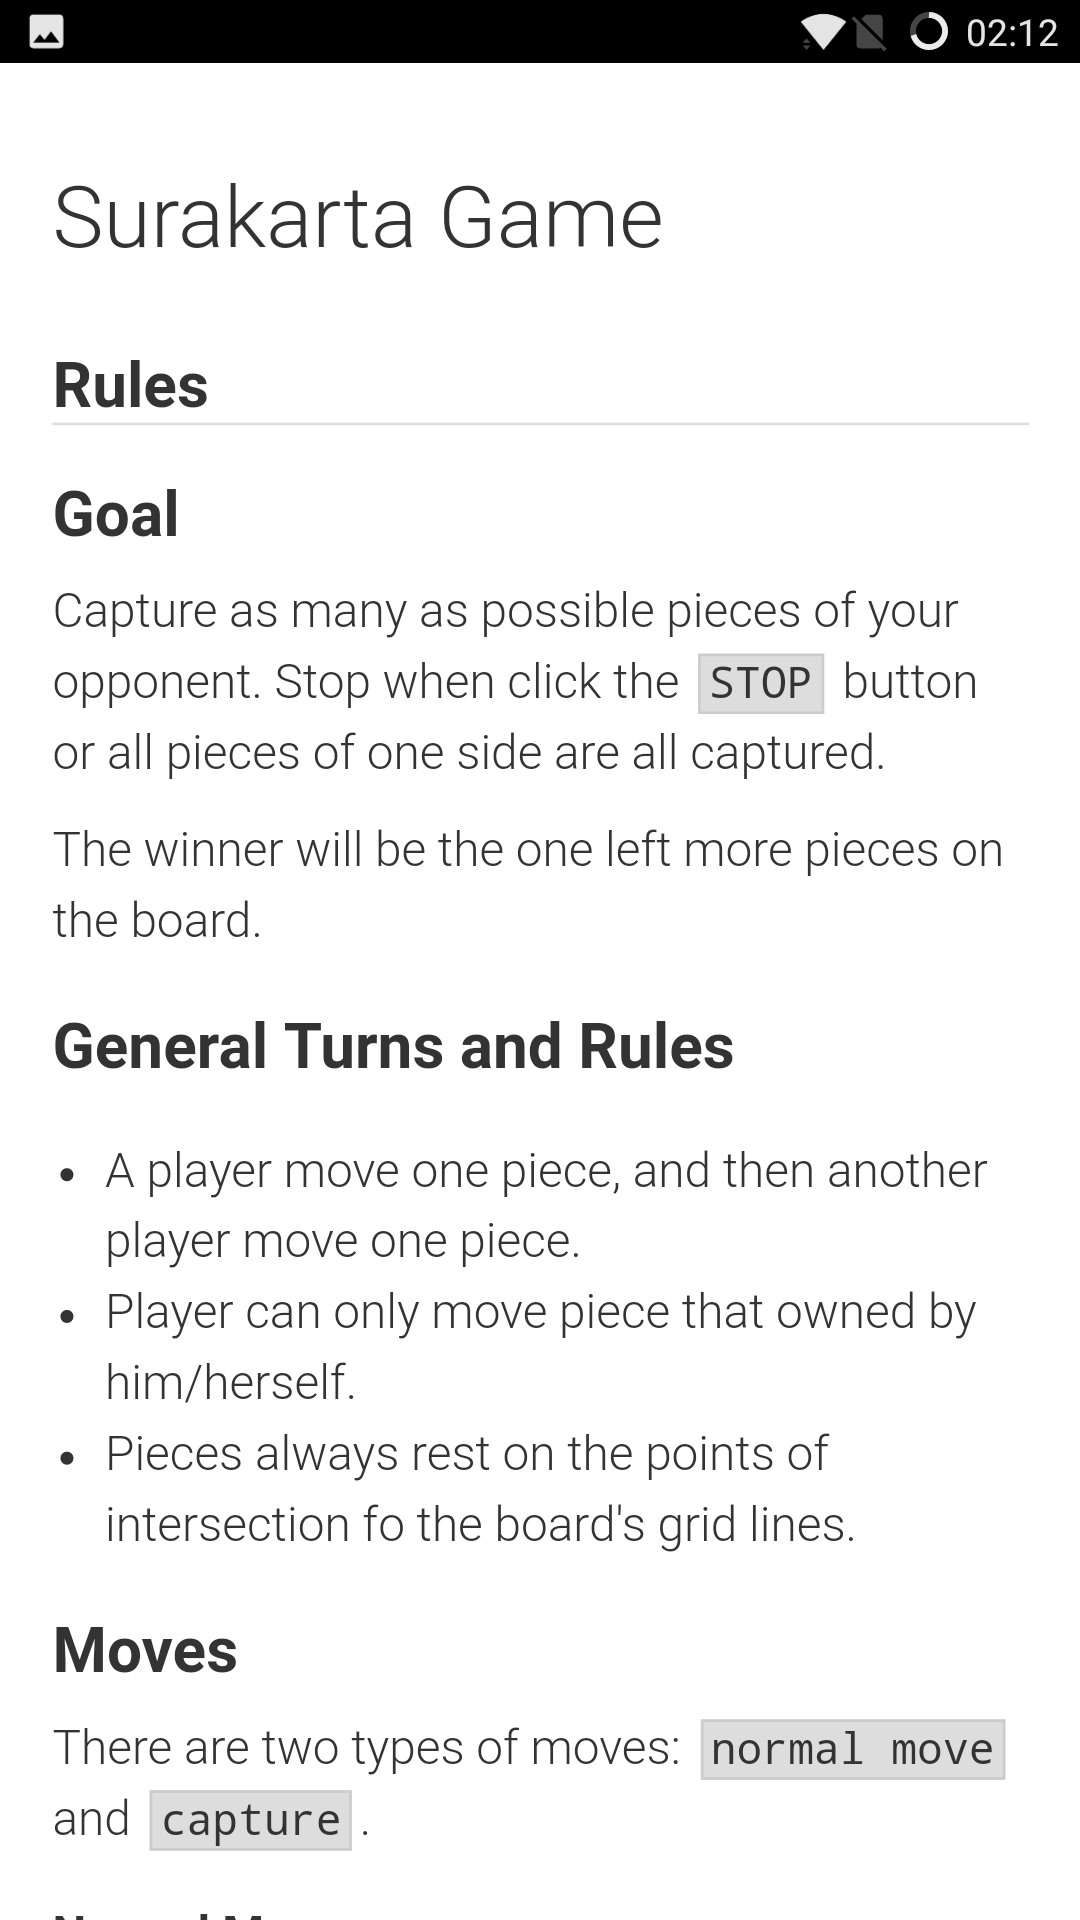 02:12
Surakarta Game
Rules
Goal
Capture as many as possible pieces of your
opponent. Stop when click the STOP button
or all pieces of one side are all captured.
The winner will be the one left more pieces on
the board.
General Turns and Rules
• A player move one piece, and then another
player move one piece.
• Player can only move piece that owned by
him/herself.
• Pieces always rest on the points of
intersection fo the board's grid lines.
Moves
There are two types of moves: normal move
and capture.